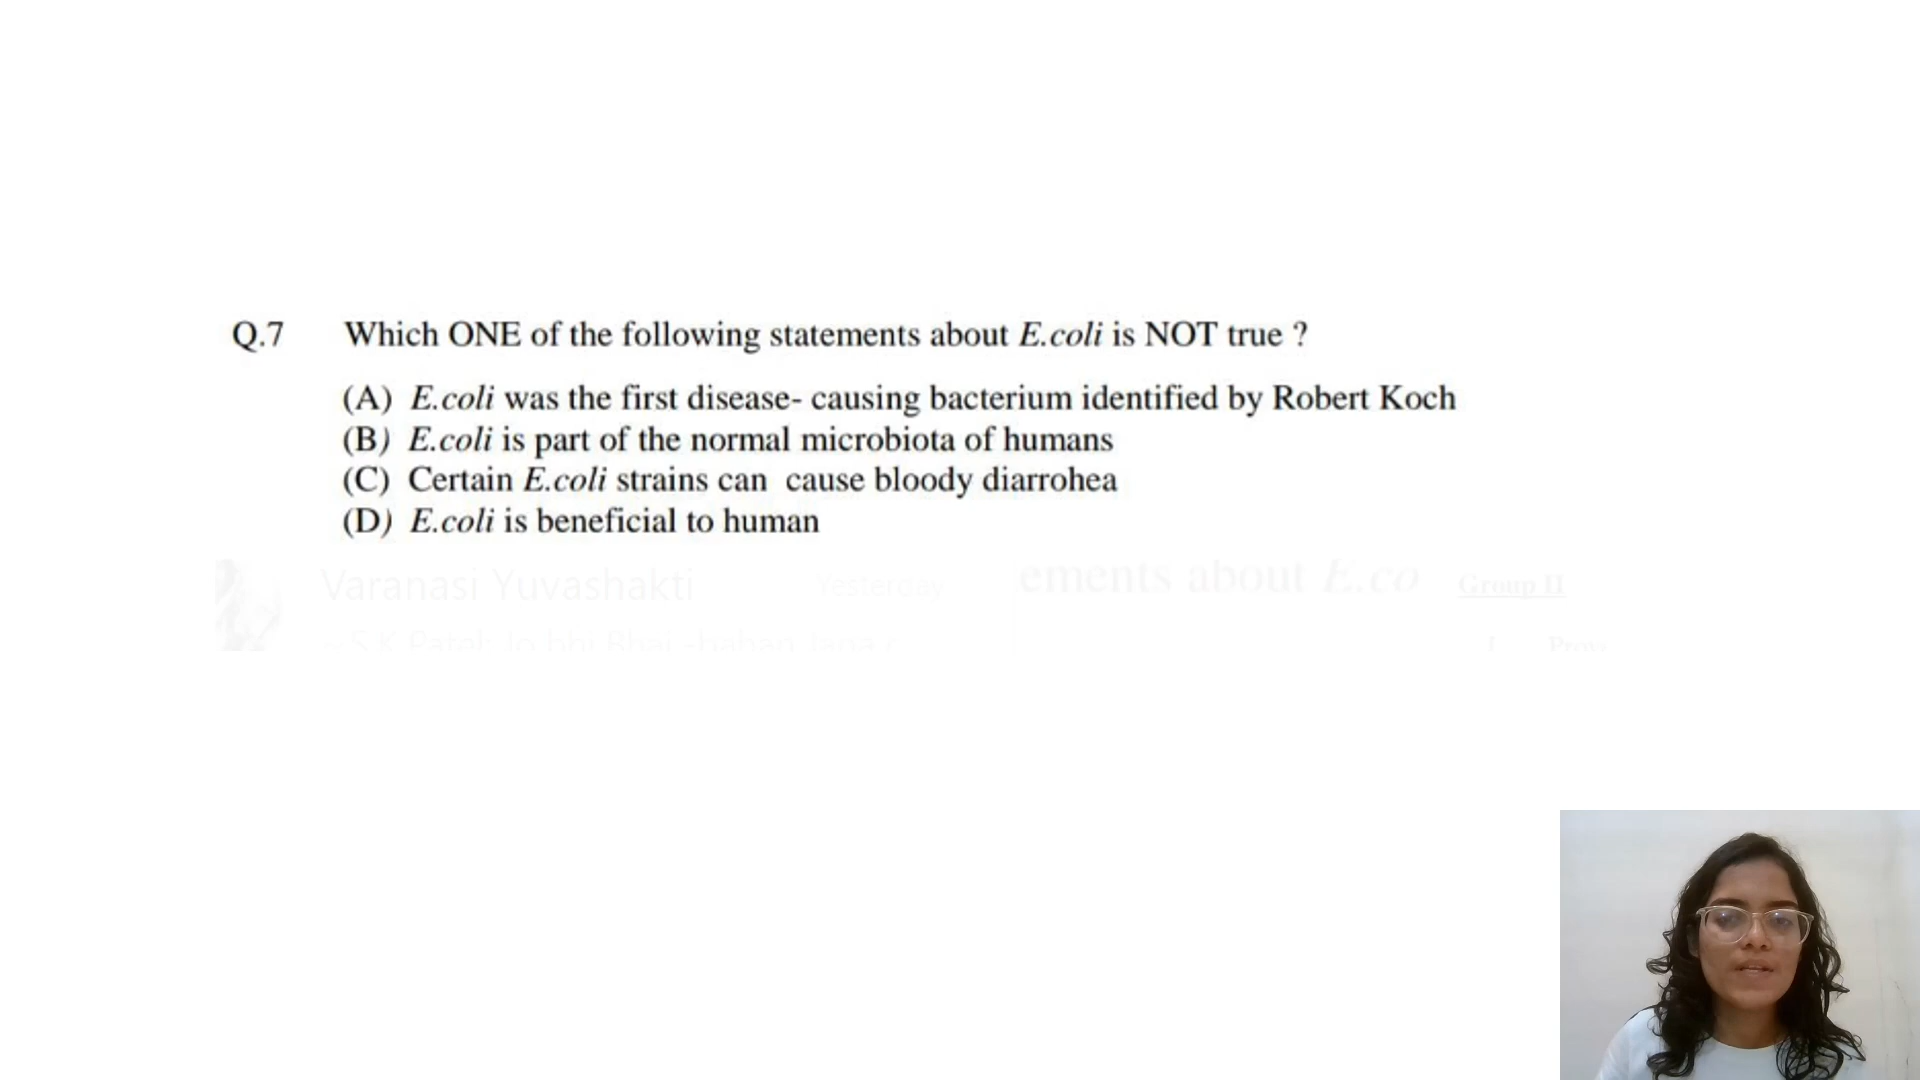 Q.7 Which ONE of the following statements about E.coli is NOT true ?
(A) E.coli was the first disease- causing bacterium identified by Robert Koch
(B) E.coli is part of the normal microbiota of humans
(C) Certain E.coli strains can cause bloody diarrohea
(D) E.coli is beneficial to human
Varanasi Yuvashakti Yesterday ements about E.co Group II